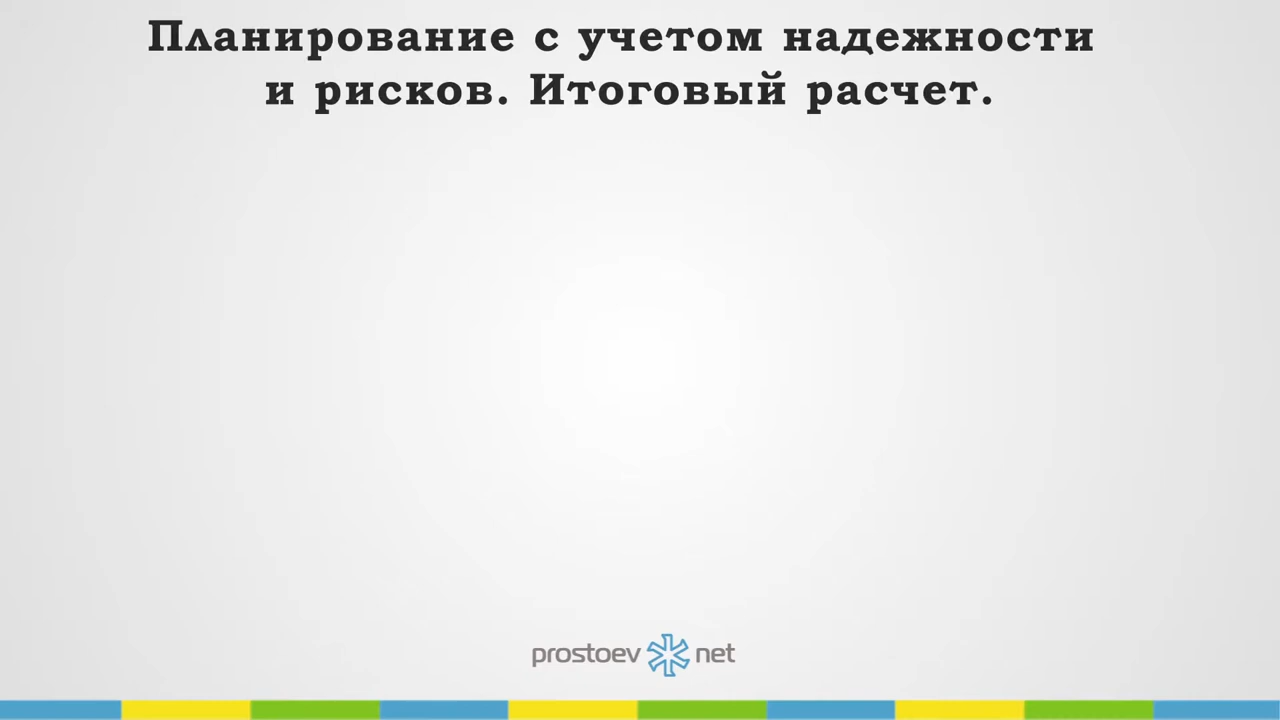 Планирование с учетом надежности
и рисков. Итоговый расчет.
prostoev net